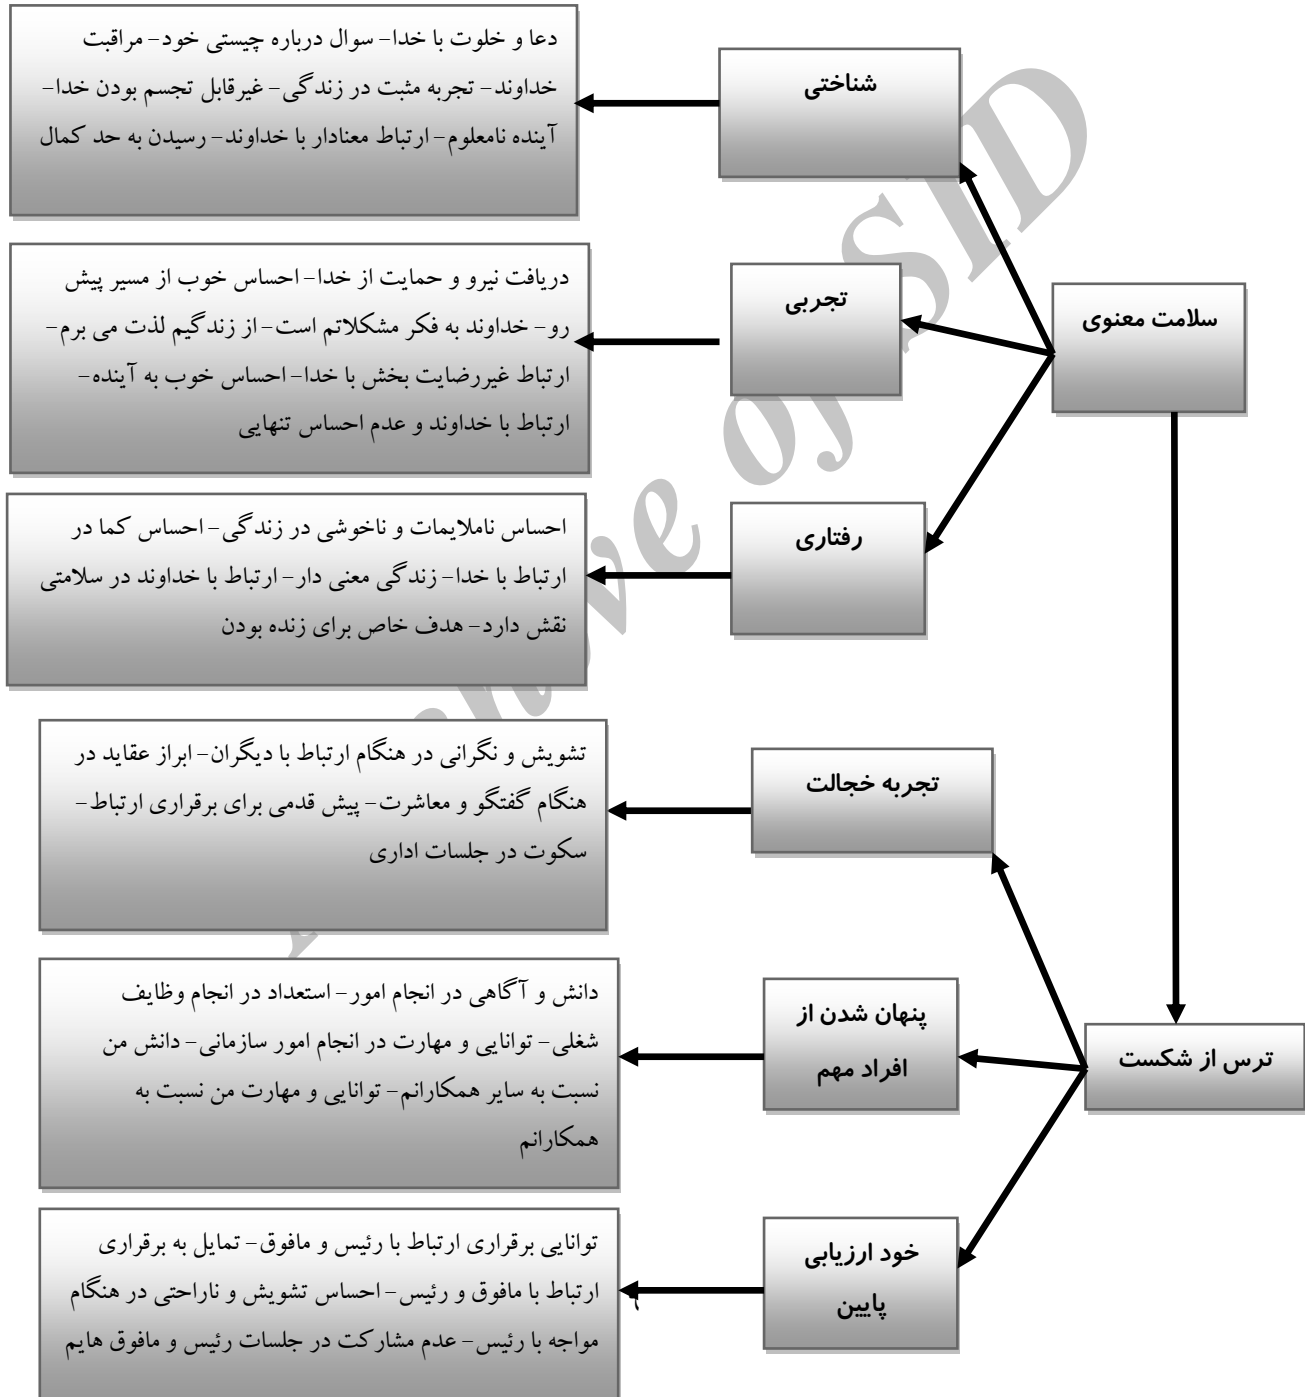 سلامت معنوی
شناختی
دعا و خلوت با خدا- سوال درباره چیستی خود- مراقبت
خداوند- تجربه مثبت در زندگی- غیرقابل تجسم بودن خدا-
آینده نامعلوم- ارتباط معنادار با خداوند- رسیدن به حد کمال
تجربی
دریافت نیرو و حمایت از خدا- احساس خوب از مسیر پیش
رو- خداوند به فکر مشکلاتم است- از زندگیم لذت می برم-
ارتباط غیررضایت بخش با خدا- احساس خوب به آینده-
ارتباط با خداوند و عدم احساس تنهایی
رفتاری
احساس ناملایمات و ناخوشی در زندگی- احساس کما در
ارتباط با خدا- زندگی معنی دار- ارتباط با خداوند در سلامتی
نقش دارد- هدف خاص برای زنده بودن
ترس از شکست
تجربه خجالت
تشویش و نگرانی در هنگام ارتباط با دیگران- ابراز عقاید در
هنگام گفتگو و معاشرت- پیش قدمی برای برقراری ارتباط-
سکوت در جلسات اداری
پنهان شدن از
افراد مهم
دانش و آگاهی در انجام امور- استعداد در انجام وظایف
شغلی- توانایی و مهارت در انجام امور سازمانی- دانش من
نسبت به سایر همکارانم- توانایی و مهارت من نسبت به
همکارانم
خود ارزیابی
پایین
توانایی برقراری ارتباط با رئیس و مافوق- تمایل به برقراری
ارتباط با مافوق و رئیس- احساس تشویش و ناراحتی در هنگام
مواجه با رئیس- عدم مشارکت در جلسات رئیس و مافوق هایم
of SID